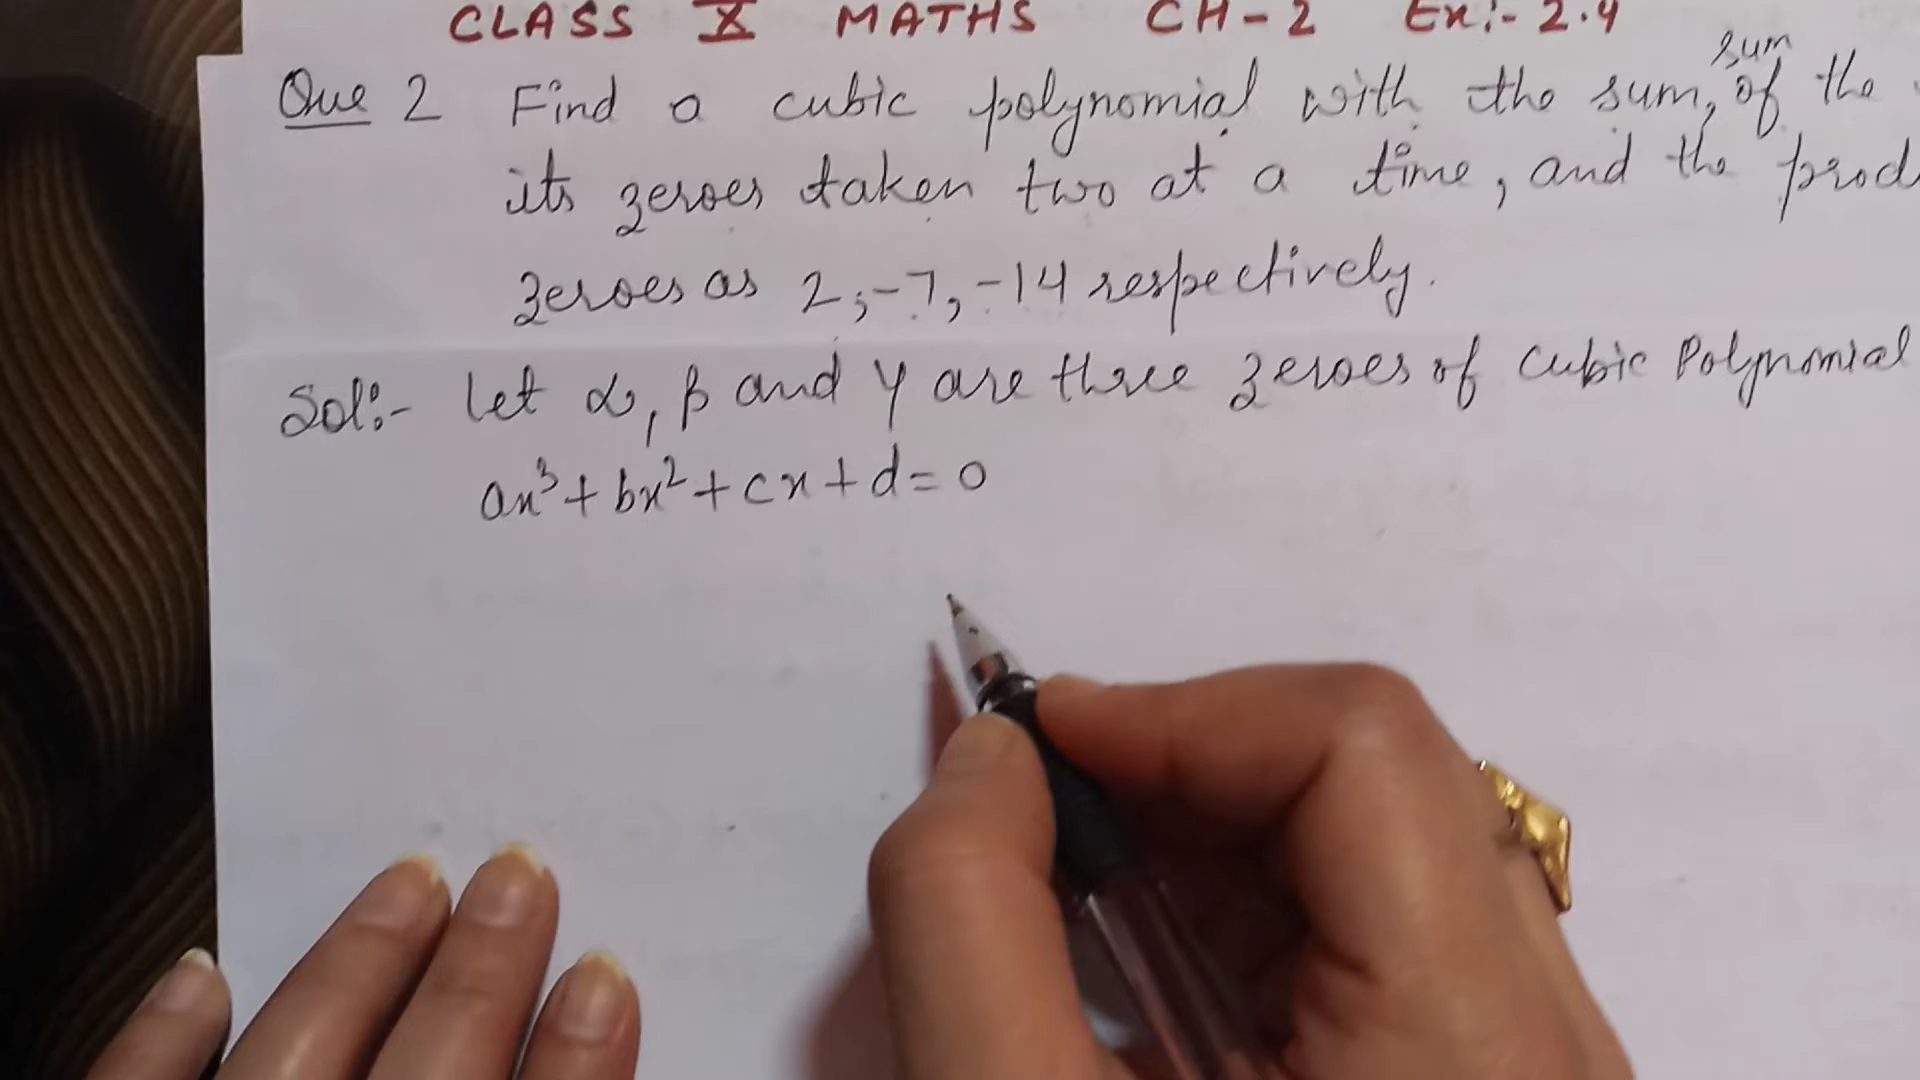 CLASS X MATHS CH-2 Ex:- 2.4
Que 2 Find a cubic polynomial with the sum, sum of the
its zeroes taken two at a time, and the prod
zeroes as 2,-7,-14 respectively.
Sol:- let α, β and γ are three zeroes of cubic Polynomial
ax³+bx²+cx+d=0